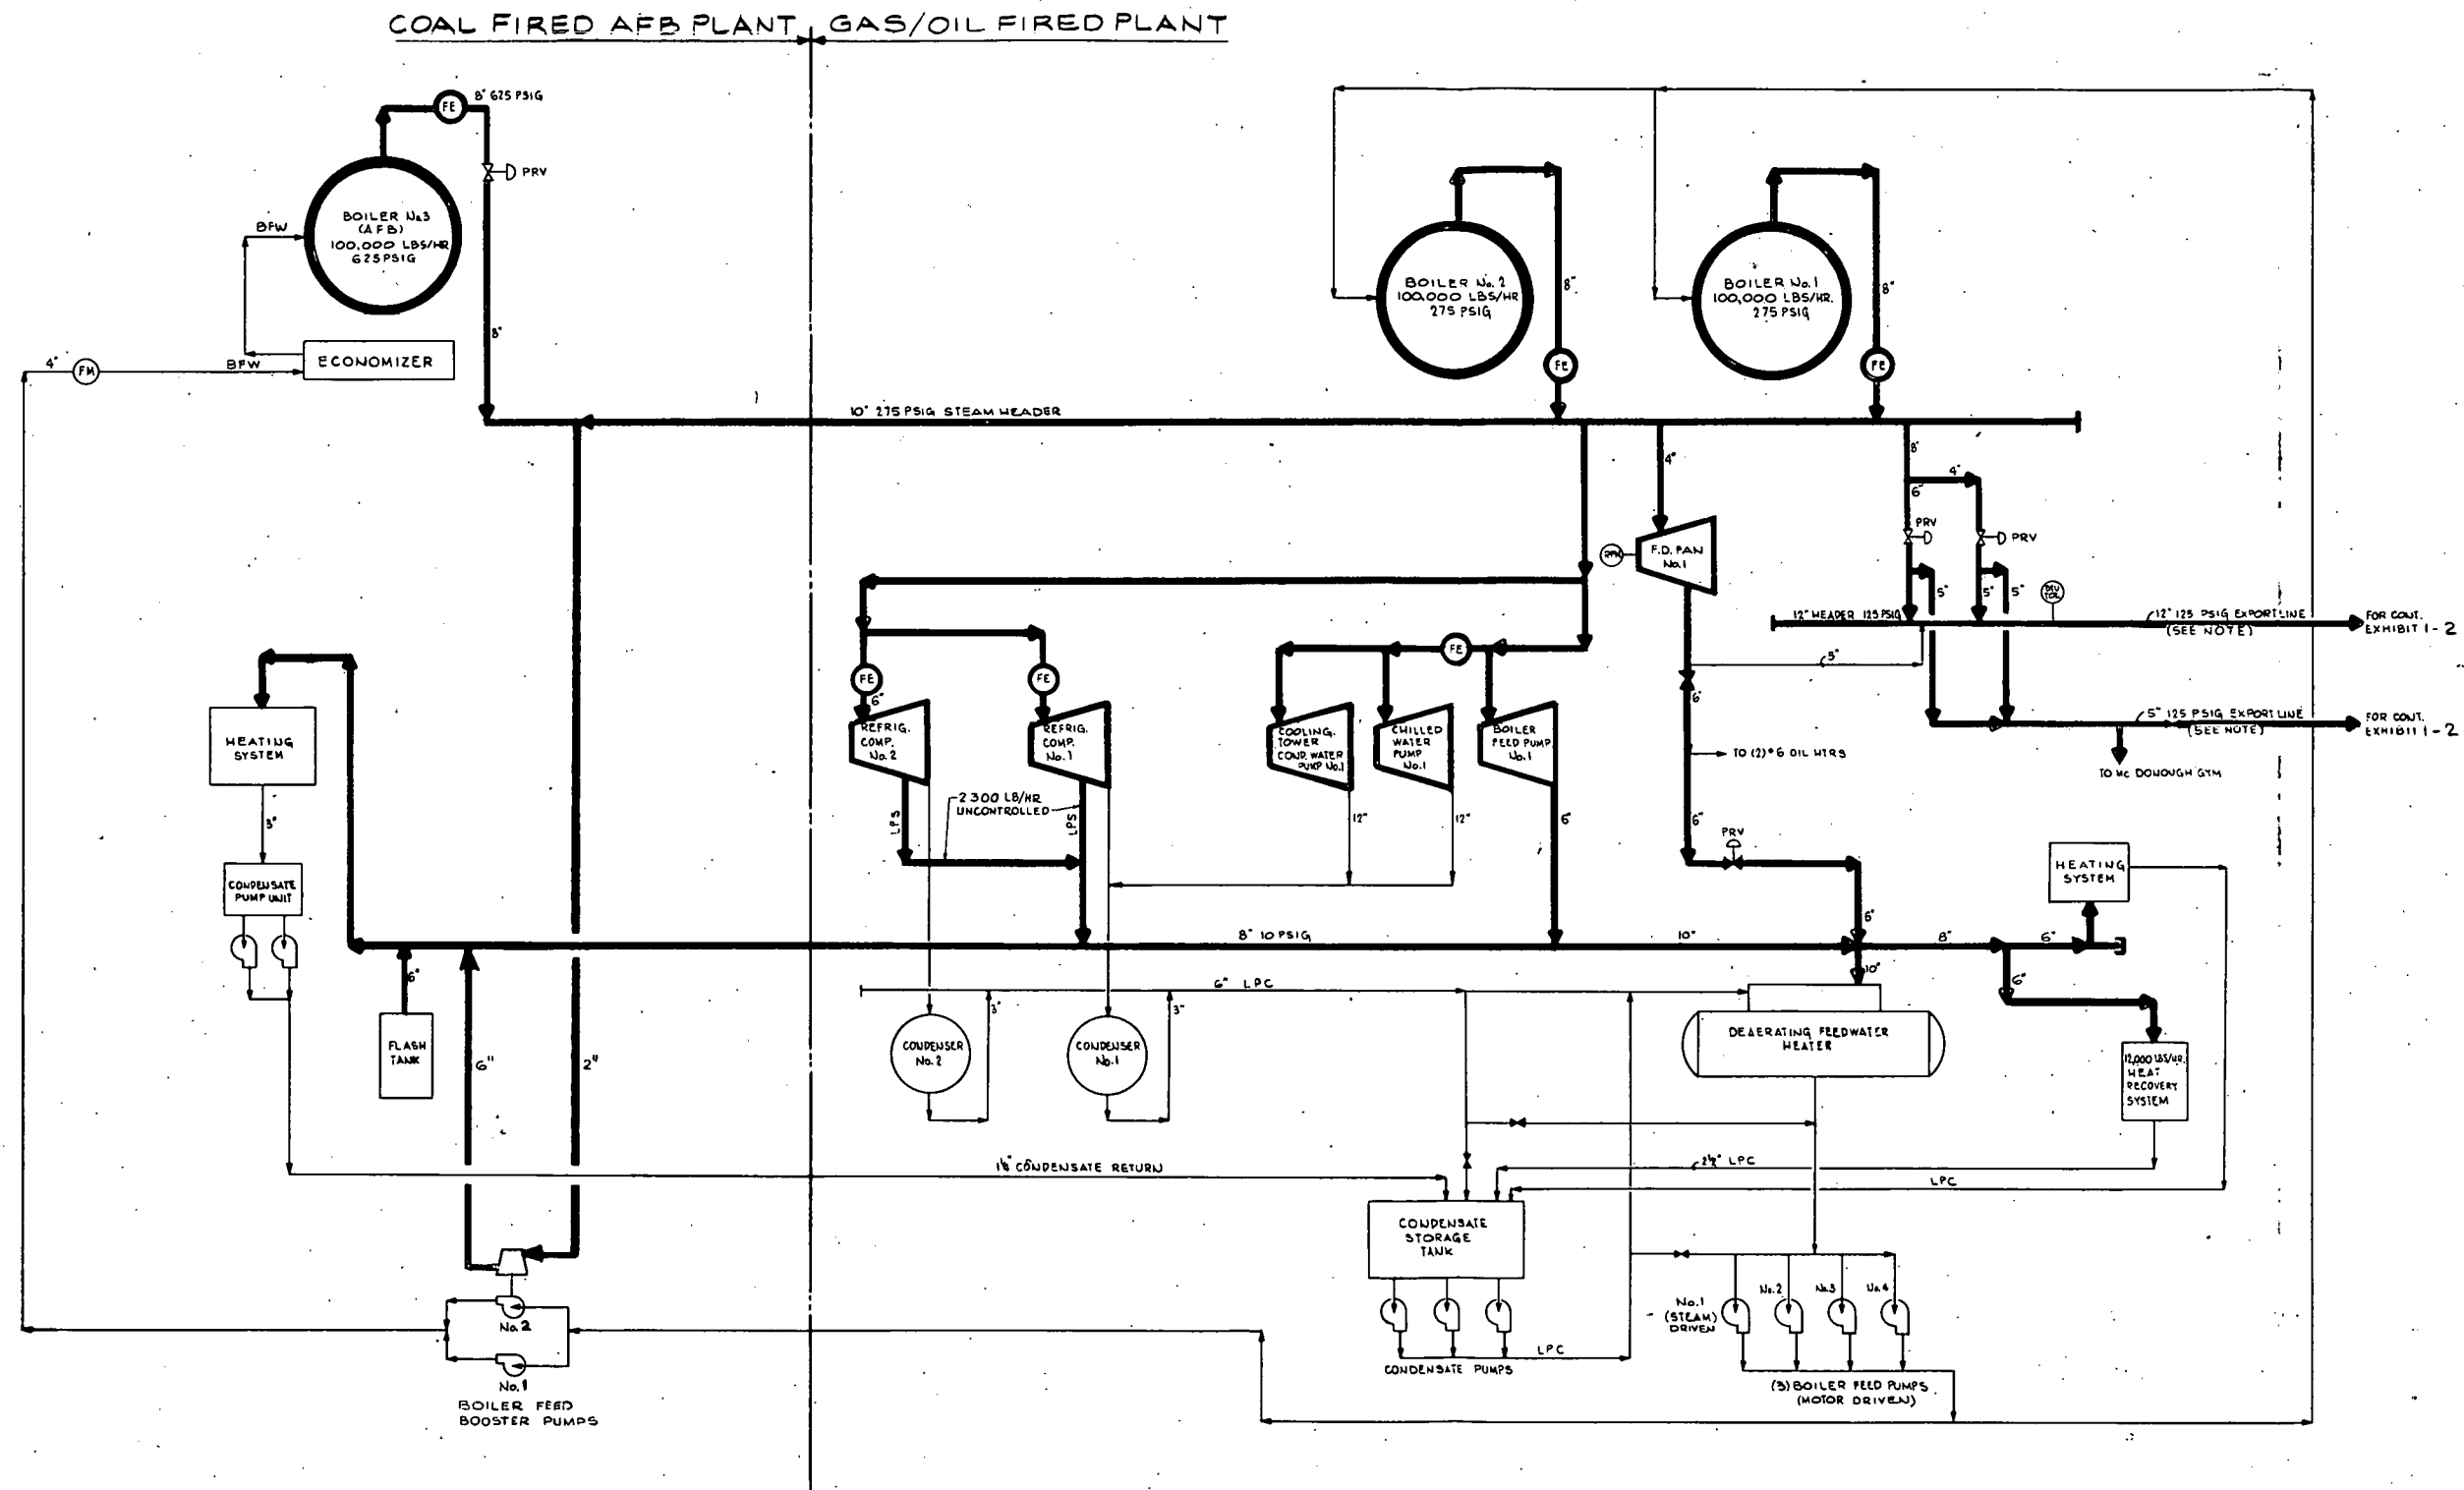 COAL FIRED AFB PLANT
GAS/OIL FIRED PLANT
FE
8" 625 PSIG
PRV
BOILER No.3
(AFB)
100,000 LBS/HR
625 PSIG
BFW
8"
4"
FM
BFW
ECONOMIZER
BOILER No. 2
100,000 LBS/HR
275 PSIG
8"
FE
BOILER No.1
100,000 LBS/HR.
275 PSIG
8"
FE
10" 275 PSIG STEAM HEADER
4"
8"
4"
6"
PRV
PRV
F.D. FAN
No.1
5"
5"
5"
12" HEADER 125 PSIG
12" 125 PSIG EXPORT LINE
(SEE NOTE)
FOR CONT.
EXHIBIT 1-2
5"
6"
5" 125 PSIG EXPORT LINE
(SEE NOTE)
FOR CONT.
EXHIBIT 1-2
TO MC DONOUGH GYM
TO (2) #6 OIL HTRS
6"
PRV
6"
FE
6"
FE
FE
REFRIG.
COMP.
No.2
REFRIG.
COMP.
No.1
COOLING
TOWER
COND. WATER
PUMP No.1
CHILLED
WATER
PUMP
No.1
BOILER
FEED PUMP
No.1
LPS
2300 LB/HR
UNCONTROLLED
LPS
12"
12"
6"
HEATING
SYSTEM
3"
CONDENSATE
PUMP UNIT
HEATING
SYSTEM
8" 10 PSIG
10"
8"
6"
6"
10"
6"
FLASH
TANK
6"
2"
6" LPC
3"
3"
CONDENSER
No.2
CONDENSER
No.1
DEAERATING FEEDWATER
HEATER
12,000 LBS/HR.
HEAT
RECOVERY
SYSTEM
CONDENSATE RETURN
2½" LPC
LPC
CONDENSATE
STORAGE
TANK
No.2
No.1
BOILER FEED
BOOSTER PUMPS
LPC
CONDENSATE PUMPS
No.1
(STEAM)
DRIVEN
No.2
No.3
No.4
(3) BOILER FEED PUMPS
(MOTOR DRIVEN)